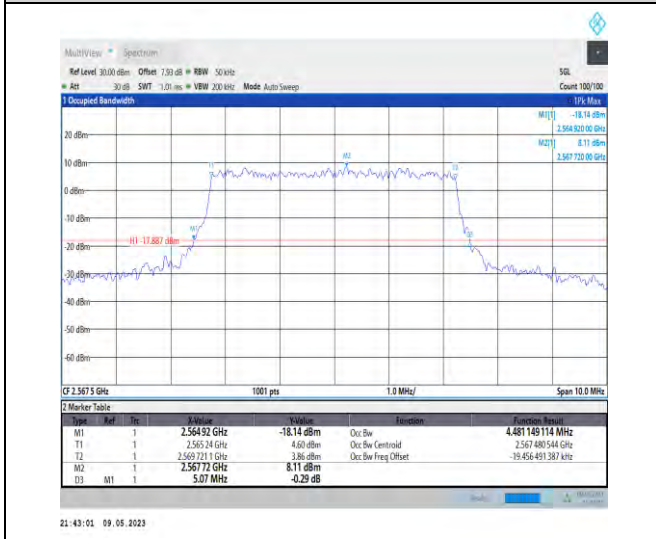 MultiView Spectrum
Ref Level 30.00 dBm Offset 7.93 dB RBW 50 kHz SGL
Att 30 dB SWT 1.01 ms VBW 200 kHz Mode Auto Sweep Count 100/100
1 Occupied Bandwidth 1Pk Max
M1[1] -18.14 dBm
2.564 920 00 GHz
20 dBm M2[1] 8.11 dBm
2.567 720 00 GHz
M2
10 dBm T1 T2
0 dBm
-10 dBm
M1 D3
H1 -17.887 dBm
-20 dBm
-30 dBm
-40 dBm
-50 dBm
-60 dBm
CF 2.567 5 GHz 1001 pts 1.0 MHz/ Span 10.0 MHz
2 Marker Table
Type Ref Trc X-Value Y-Value Function Function Result
M1 1 2.564 92 GHz -18.14 dBm Occ Bw 4.481 149 114 MHz
T1 1 2.565 24 GHz 4.60 dBm Occ Bw Centroid 2.567 480 544 GHz
T2 1 2.569 721 1 GHz 3.86 dBm Occ Bw Freq Offset -19.456 491 387 kHz
M2 1 2.567 72 GHz 8.11 dBm
D3 M1 1 5.07 MHz -0.29 dB
21:43:01 09.05.2023